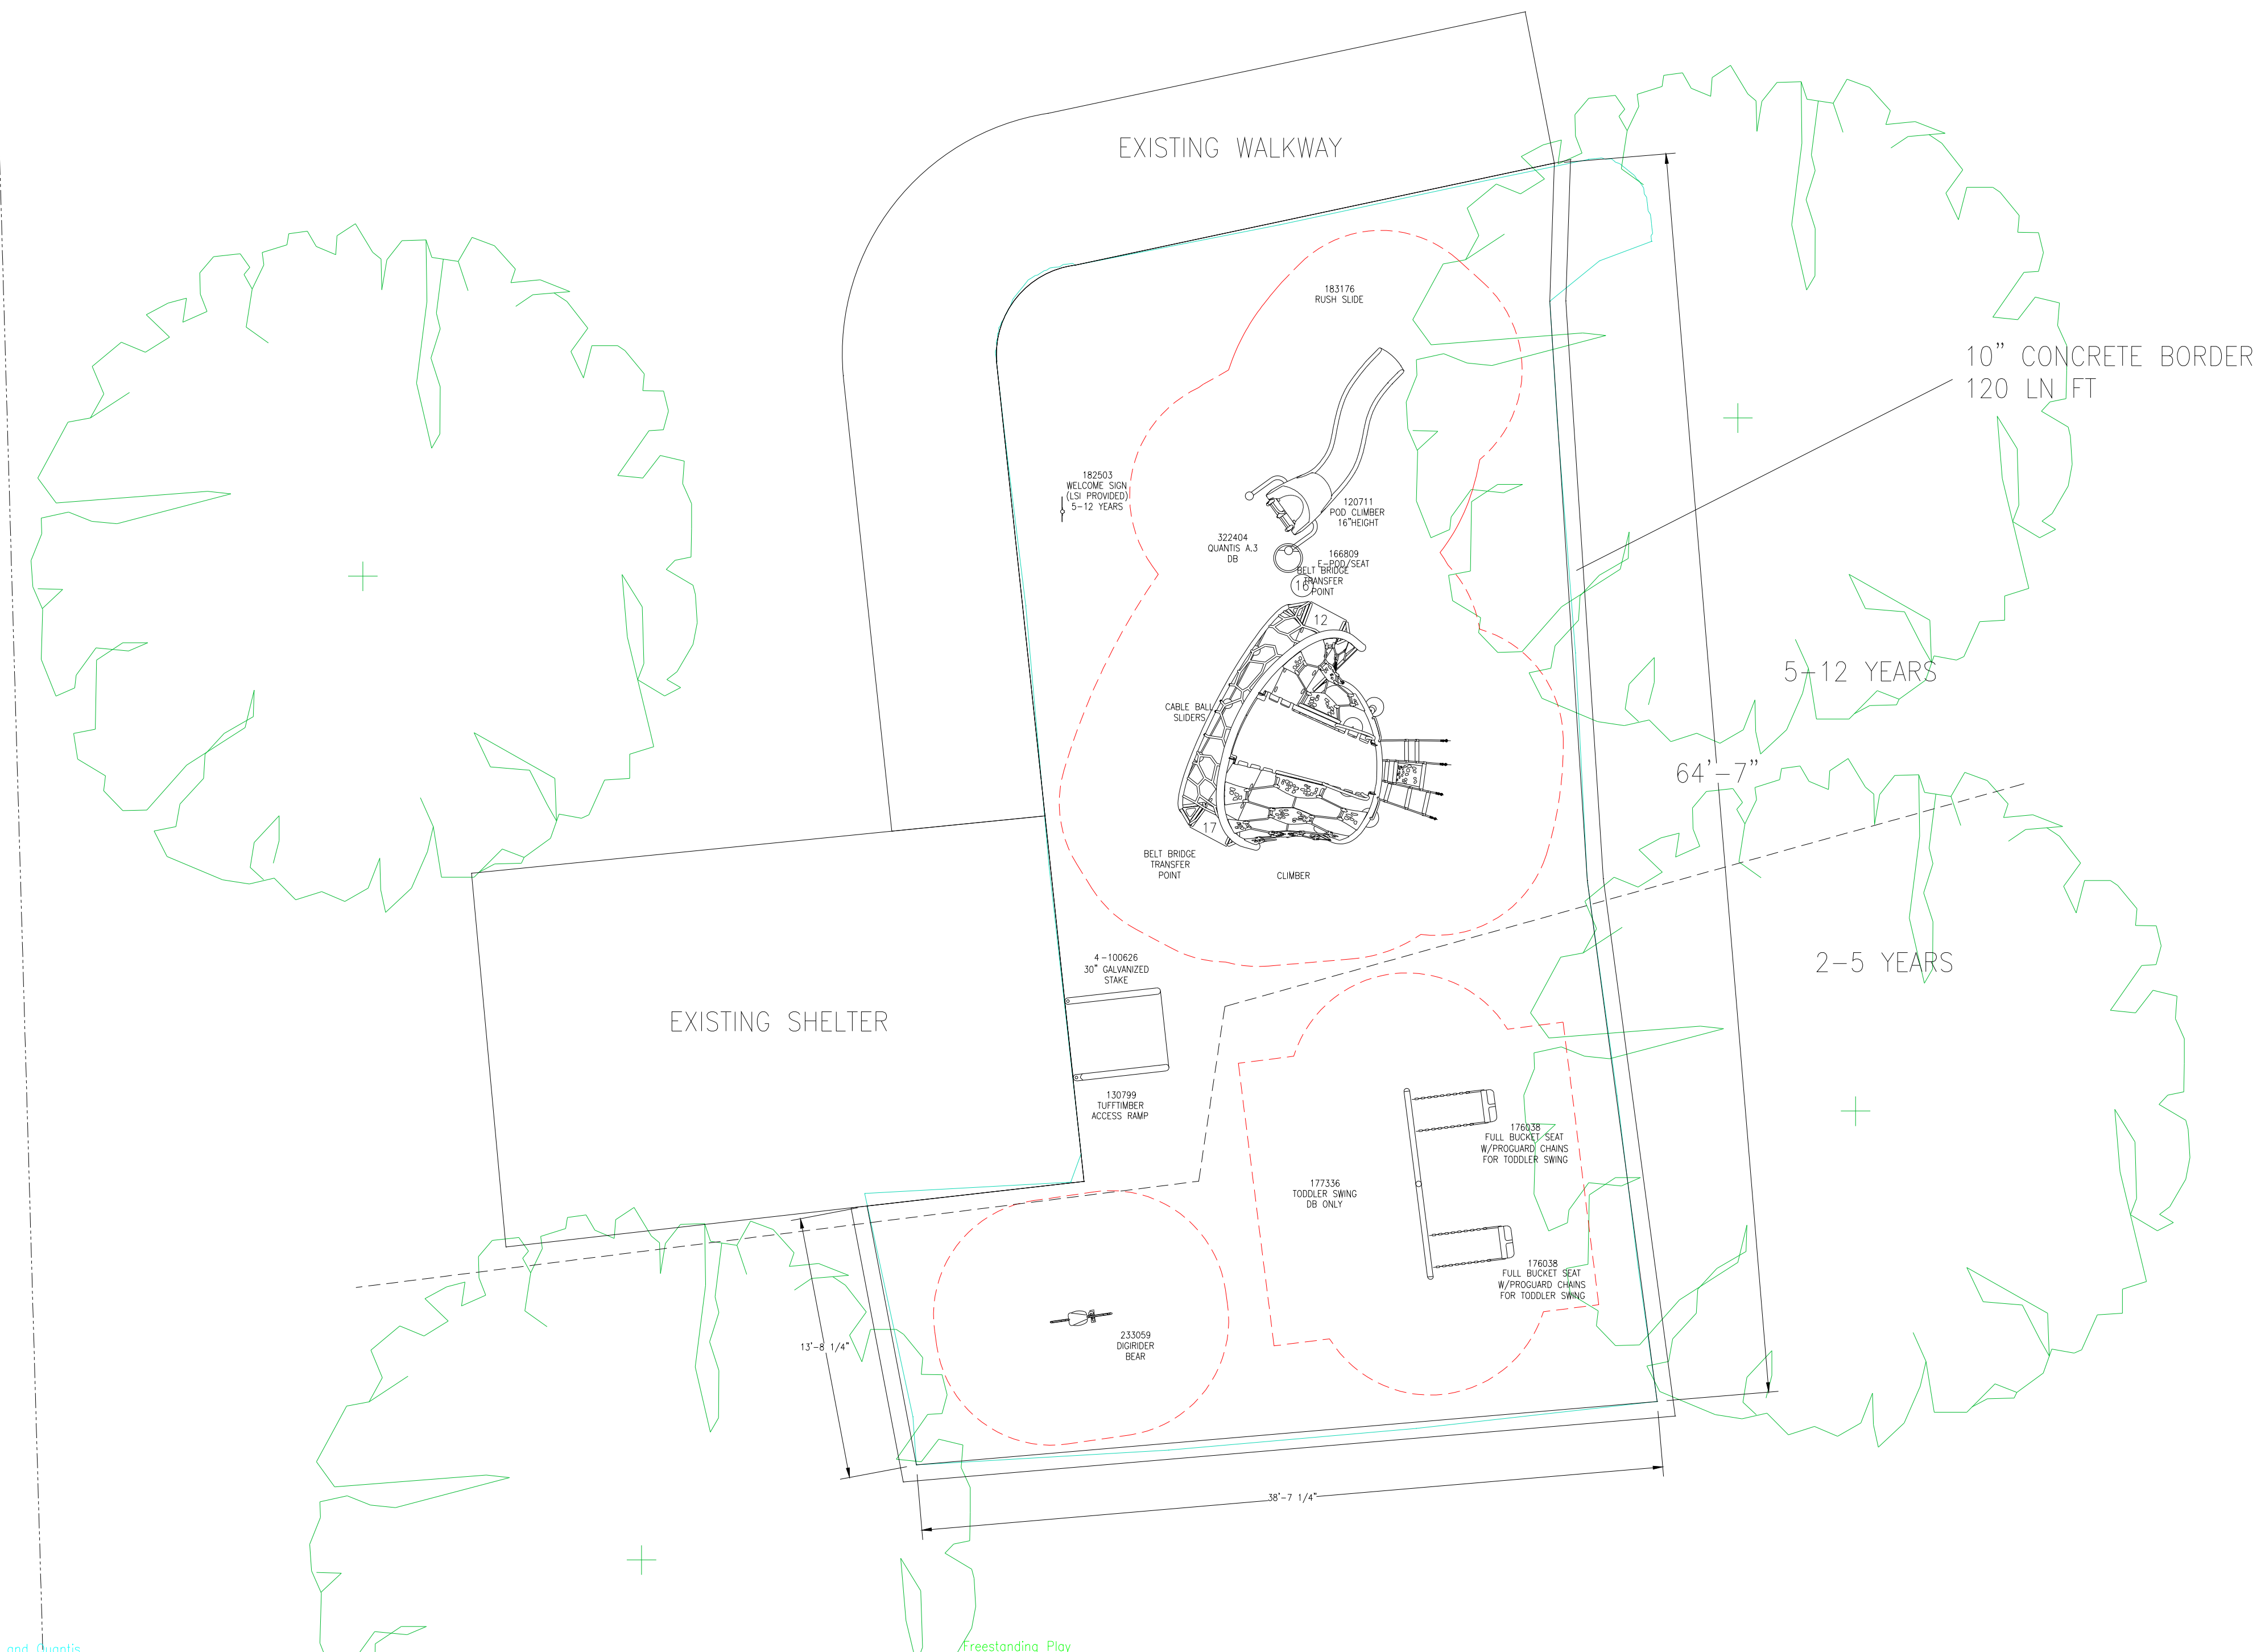 EXISTING WALKWAY
183176
RUSH SLIDE
10" CONCRETE BORDER
120 LN FT
182503
WELCOME SIGN
(LSI PROVIDED)
5-12 YEARS
120711
POD CLIMBER
16"HEIGHT
322404
QUANTIS A.3
DB
166809
E-POD/SEAT
BELT BRIDGE
TRANSFER
POINT
16
12
5-12 YEARS
CABLE BALL
SLIDERS
64'-7"
17
BELT BRIDGE
TRANSFER
POINT
CLIMBER
2-5 YEARS
4-100626
30" GALVANIZED
STAKE
EXISTING SHELTER
130799
TUFFTIMBER
ACCESS RAMP
176038
FULL BUCKET SEAT
W/PROGUARD CHAINS
FOR TODDLER SWING
177336
TODDLER SWING
DB ONLY
176038
FULL BUCKET SEAT
W/PROGUARD CHAINS
FOR TODDLER SWING
233059
DIGIRIDER
BEAR
13'-8 1/4"
38'-7 1/4"
and Quantis
Freestanding Play